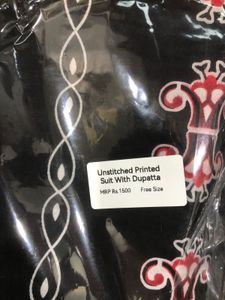 Unstitched Printed
Suit With Dupatta
MRP Rs.1500 Free Size